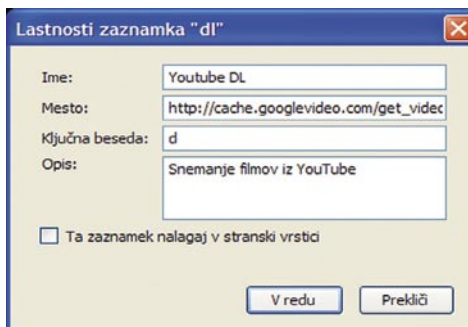 Lastnosti zaznamka "dl"
Ime: Youtube DL
Mesto: http://cache.googlevideo.com/get_videc
Ključna beseda: d
Opis: Snemanje filmov iz YouTube
Ta zaznamek nalagaj v stranski vrstici
V redu Prekliči